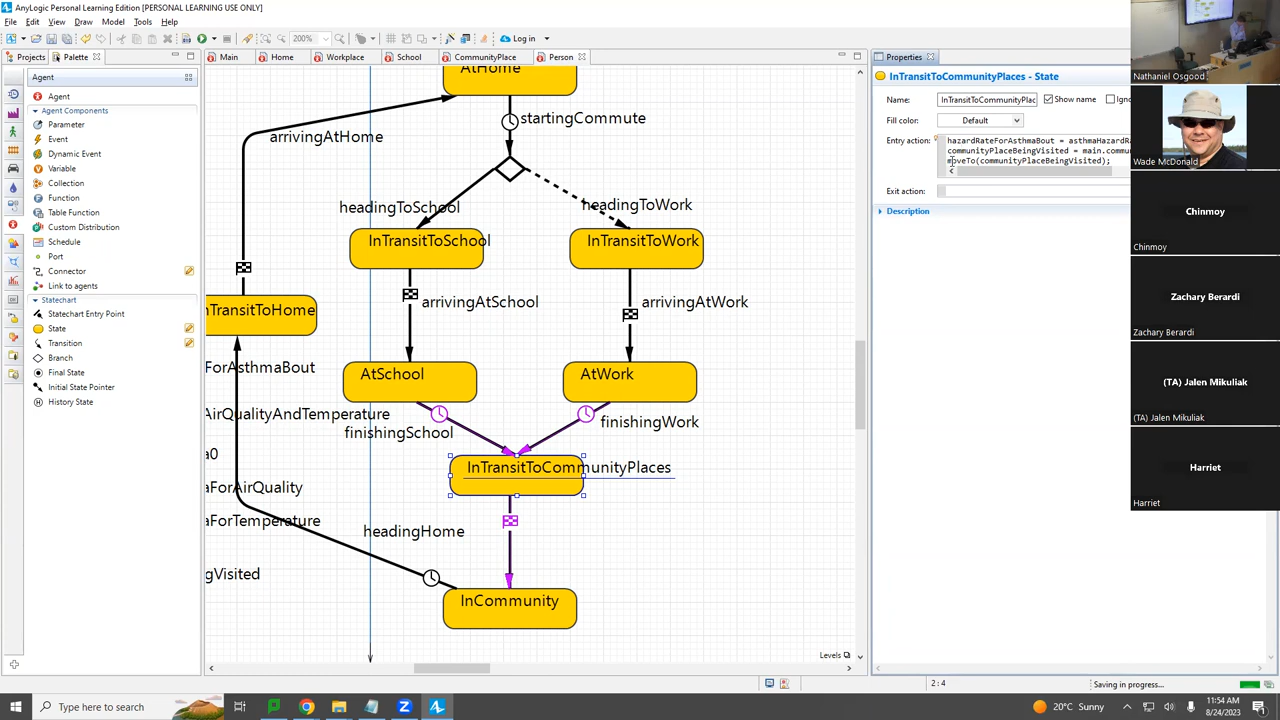 AnyLogic Personal Learning Edition [PERSONAL LEARNING USE ONLY]
File Edit View Draw Model Tools Help
200% Log in
Projects Palette
Main Home Workplace School CommunityPlace Person
Properties
Agent
Agent
Agent Components
Parameter
Event
Dynamic Event
Variable
Collection
Function
Table Function
Custom Distribution
Schedule
Port
Connector
Link to agents
Statechart
Statechart Entry Point
State
Transition
Branch
Final State
Initial State Pointer
History State
AtHome
startingCommute
arrivingAtHome
headingToSchool
headingToWork
InTransitToSchool
InTransitToWork
arrivingAtSchool
arrivingAtWork
nTransitToHome
ForAsthmaBout
AtSchool
AtWork
AirQualityAndTemperature
finishingSchool
finishingWork
a0
InTransitToCommunityPlaces
aForAirQuality
aForTemperature
headingHome
gVisited
InCommunity
Levels
InTransitToCommunityPlaces - State
Name: InTransitToCommunityPlac Show name Igno
Fill color: Default
Entry action: hazardRateForAsthmaBout = asthmaHazardR
communityPlaceBeingVisited = main.commu
moveTo(communityPlaceBeingVisited);
Exit action:
Description
Nathaniel Osgood
Wade McDonald
Chinmoy
Chinmoy
Zachary Berardi
Zachary Berardi
(TA) Jalen Mikuliak
(TA) Jalen Mikuliak
Harriet
Harriet
2 : 4 Saving in progress...
Type here to search
20°C Sunny
11:54 AM
8/24/2023